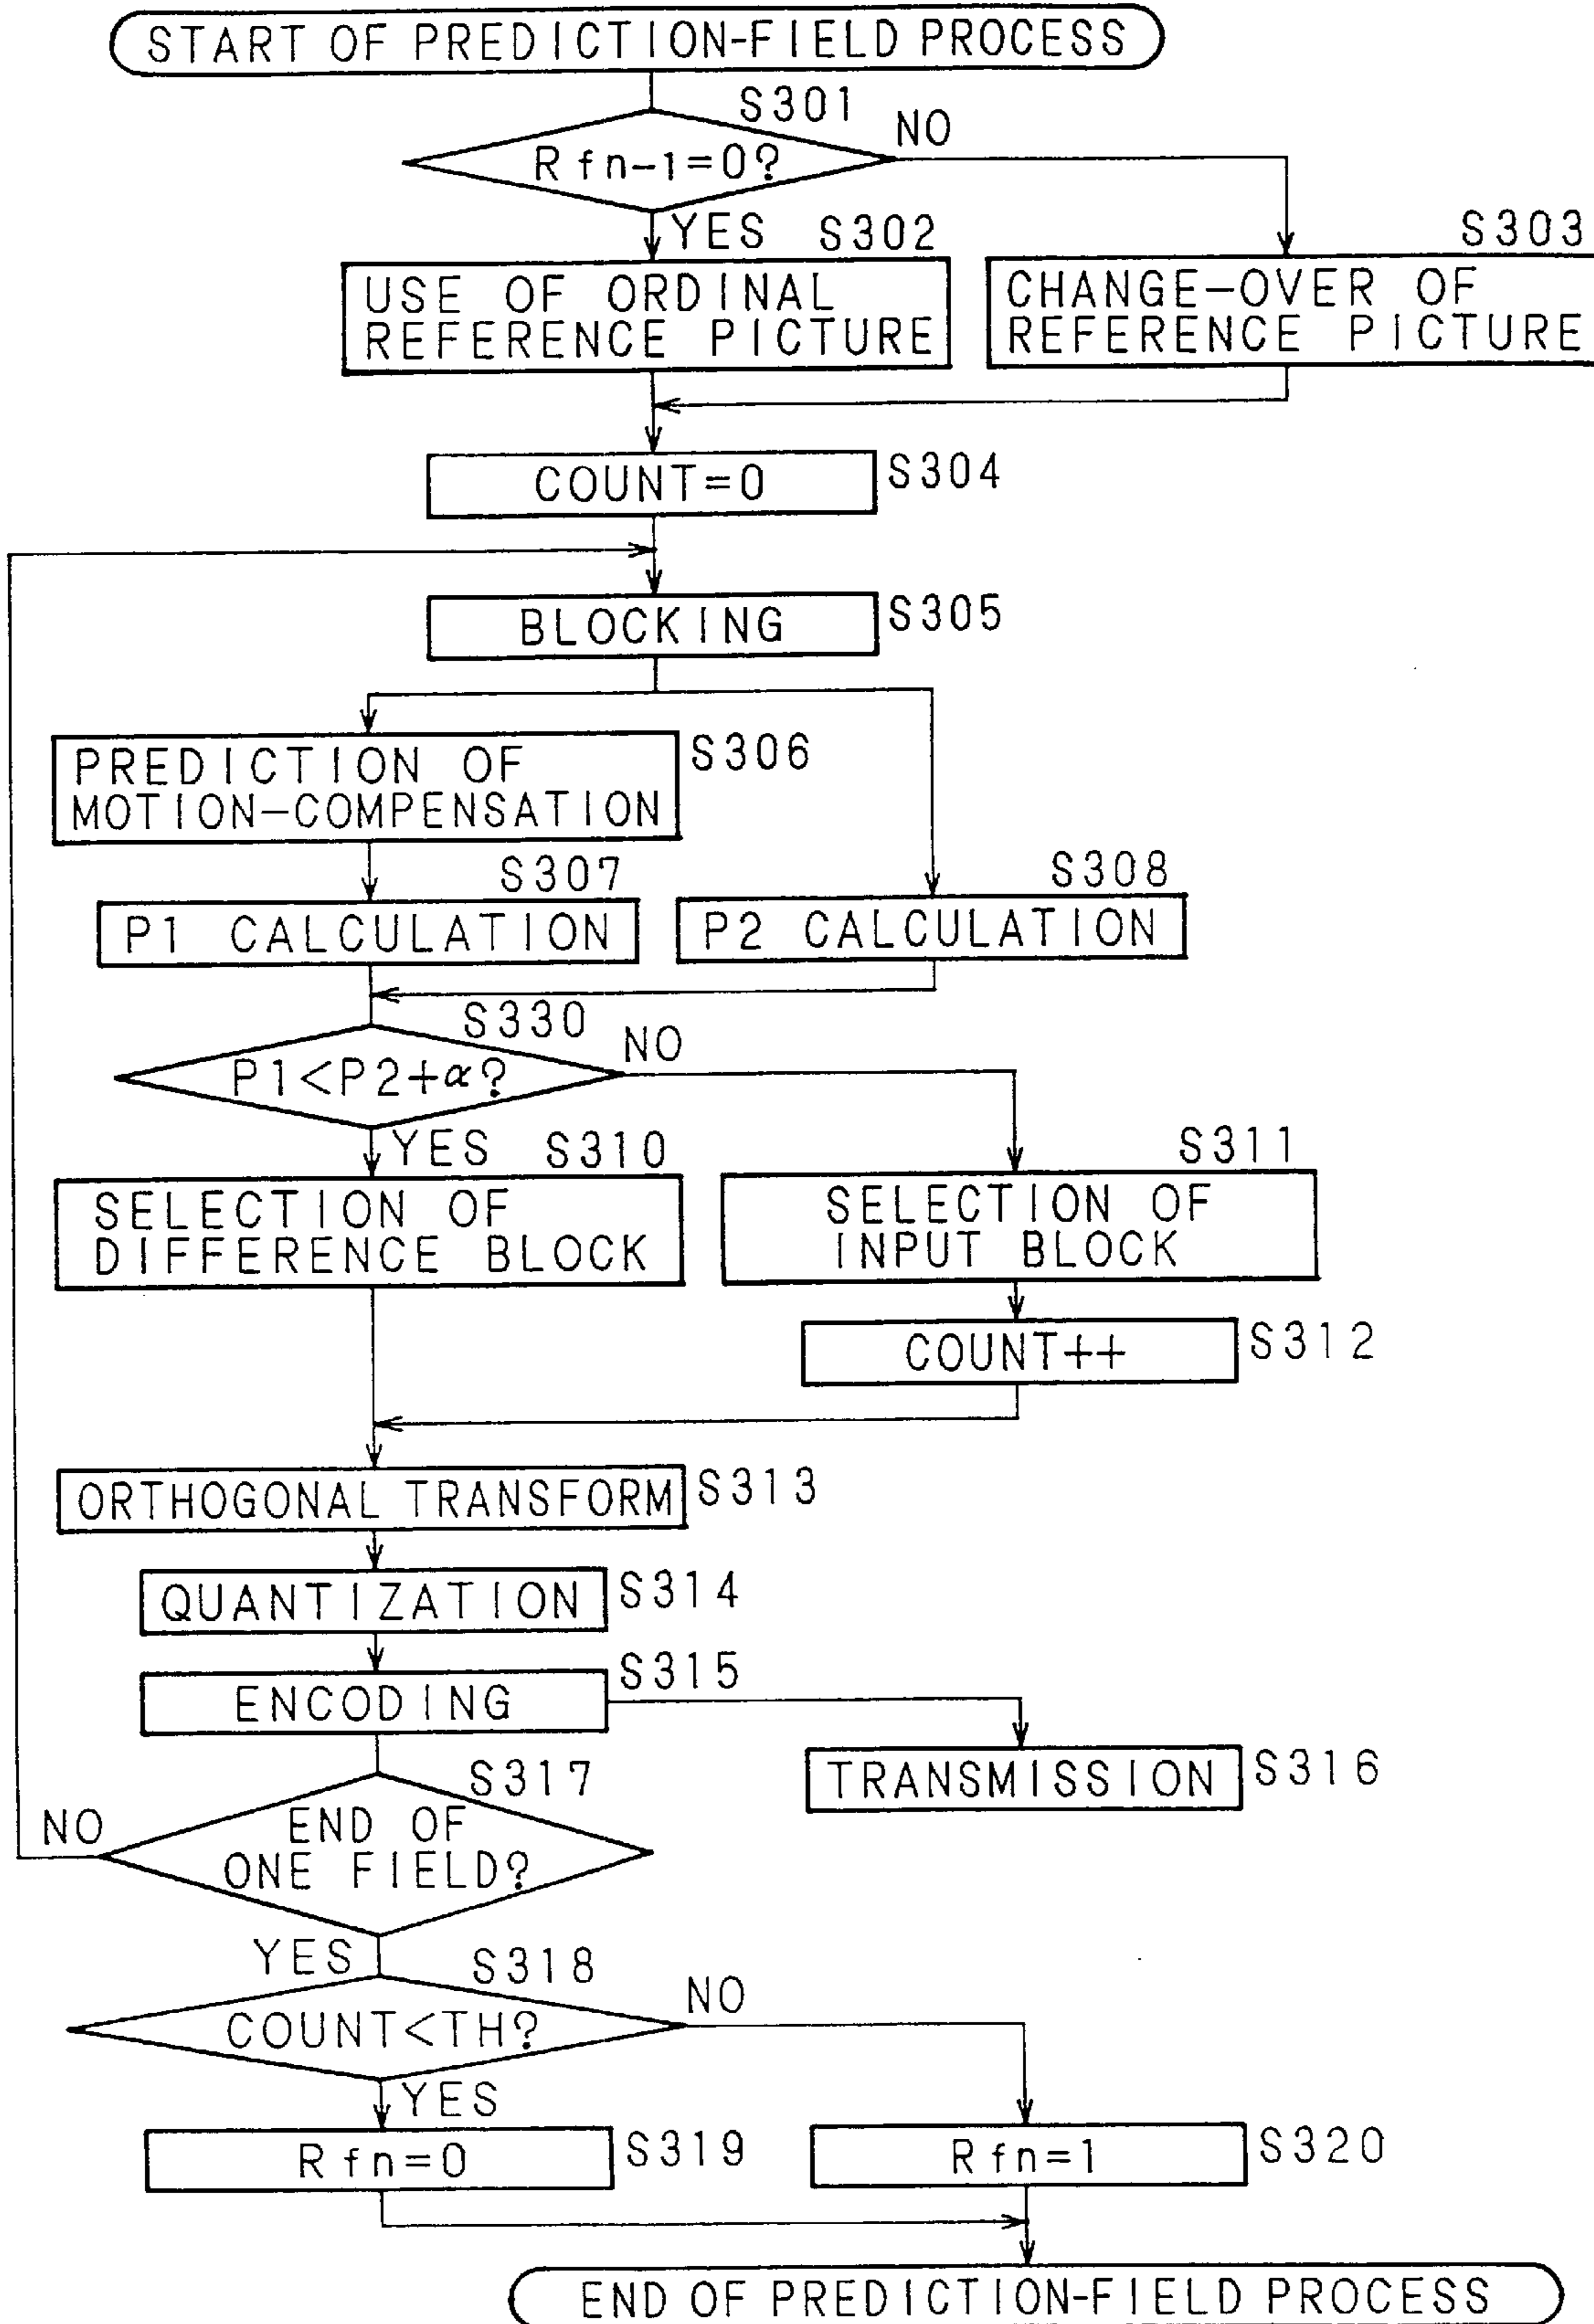 START OF PREDICTION-FIELD PROCESS
S301
Rfn-1=0?
NO
YES
S302
S303
USE OF ORDINAL
REFERENCE PICTURE
CHANGE-OVER OF
REFERENCE PICTURE
COUNT=0
S304
BLOCKING
S305
PREDICTION OF
MOTION-COMPENSATION
S306
S307
S308
P1 CALCULATION
P2 CALCULATION
S330
P1<P2+α?
NO
YES
S310
S311
SELECTION OF
DIFFERENCE BLOCK
SELECTION OF
INPUT BLOCK
COUNT++
S312
ORTHOGONAL TRANSFORM
S313
QUANTIZATION
S314
ENCODING
S315
TRANSMISSION
S316
S317
END OF
ONE FIELD?
NO
YES
S318
COUNT<TH?
NO
YES
Rfn=0
S319
Rfn=1
S320
END OF PREDICTION-FIELD PROCESS